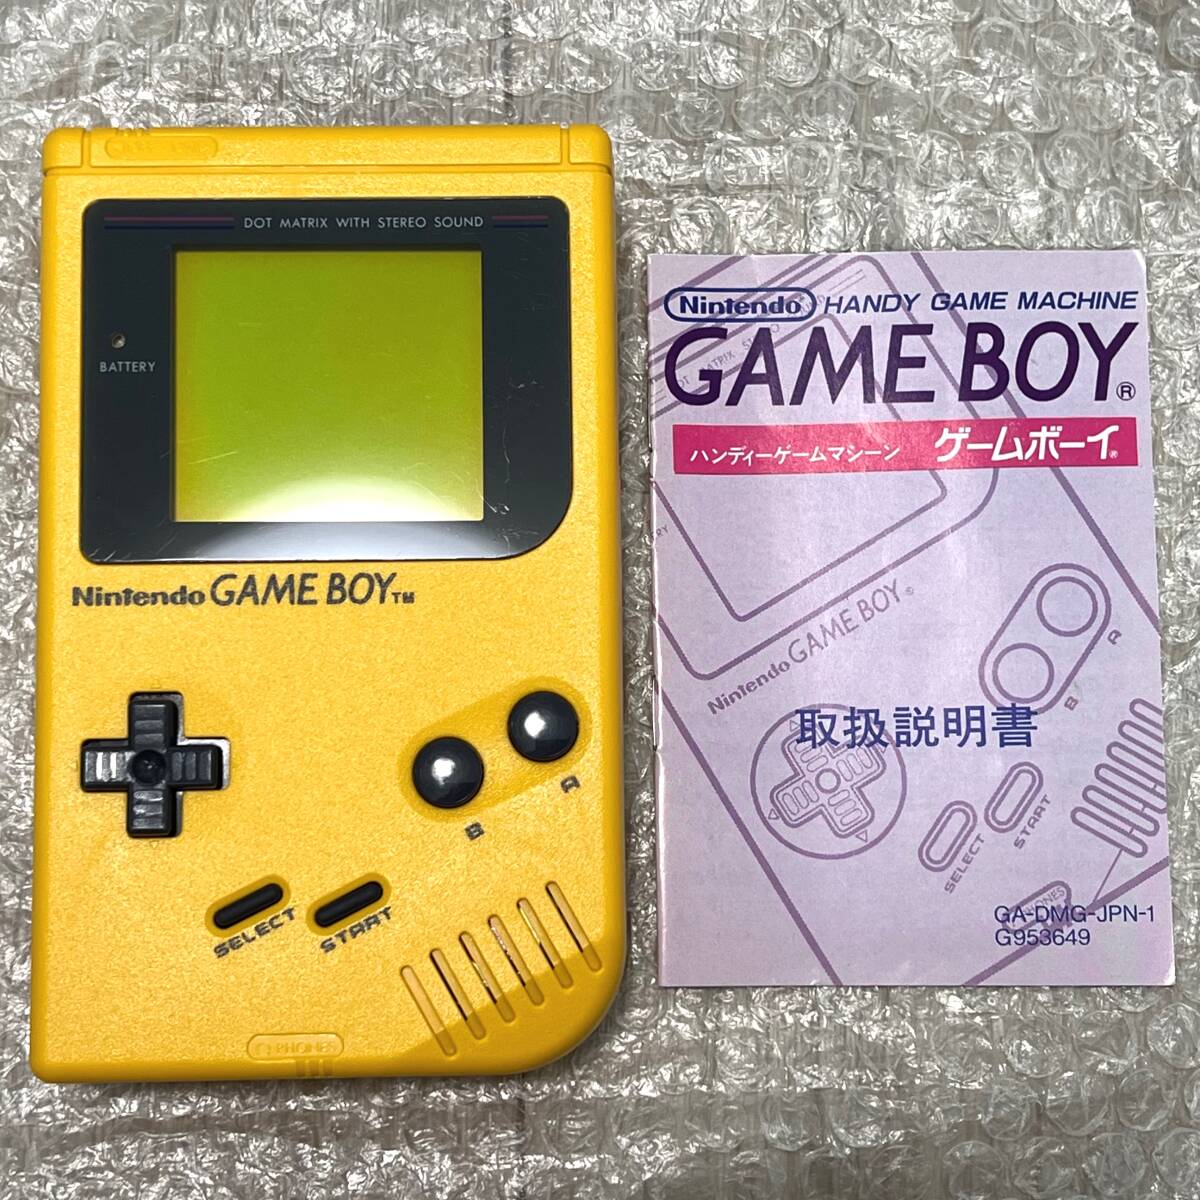 DOT MATRIX WITH STEREO SOUND
BATTERY
Nintendo GAME BOY™
A
B
SELECT
START
PHONES
Nintendo HANDY GAME MACHINE
GAME BOY®
ハンディーゲームマシーン ゲームボーイ®
Nintendo GAME BOY®
A
B
取扱説明書
SELECT
START
GA-DMG-JPN-1
G953649